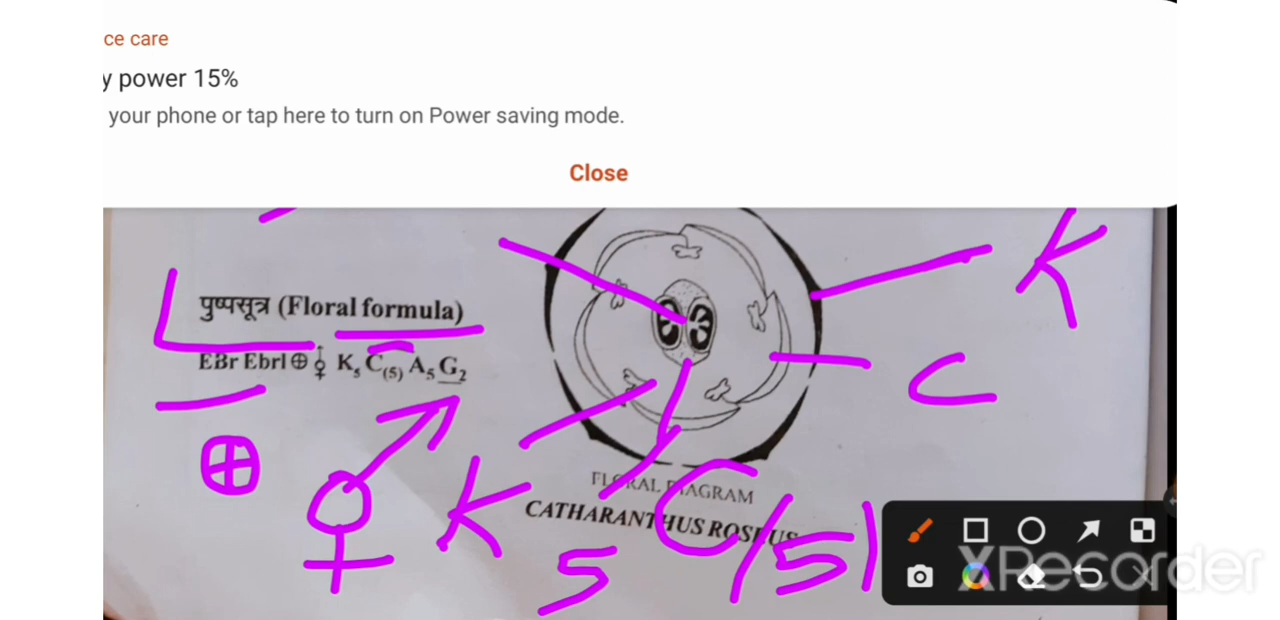 ce care
y power 15%
your phone or tap here to turn on Power saving mode.
Close
K
पुष्पसूत्र (Floral formula)
EBr Ebrl ⊕ ⚥ K₅ C₍₅₎ A₅ G₂
C
⊕ ⚥ K 5 C(5)
FLORAL DIAGRAM
CATHARANTHUS ROSEUS
XRecorder